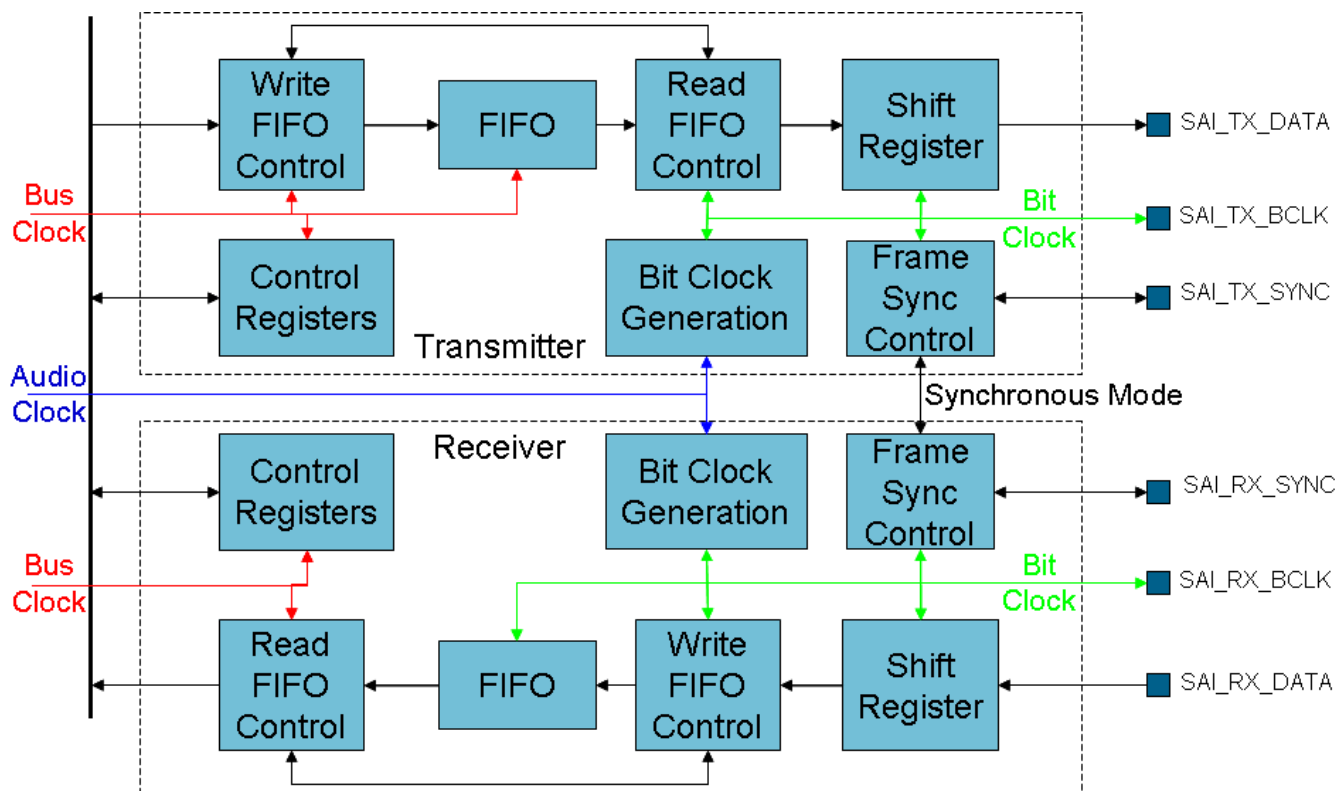 Write
FIFO
Control
FIFO
Read
FIFO
Control
Shift
Register
SAI_TX_DATA
Bus
Clock
Bit
Clock
SAI_TX_BCLK
Control
Registers
Bit Clock
Generation
Frame
Sync
Control
SAI_TX_SYNC
Transmitter
Audio
Clock
Synchronous Mode
Receiver
Control
Registers
Bit Clock
Generation
Frame
Sync
Control
SAI_RX_SYNC
Bus
Clock
Bit
Clock
SAI_RX_BCLK
Read
FIFO
Control
FIFO
Write
FIFO
Control
Shift
Register
SAI_RX_DATA